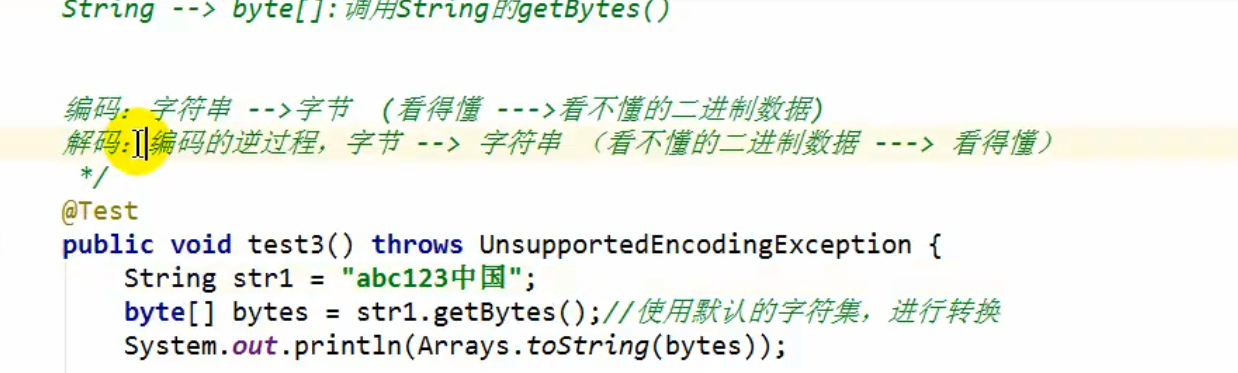 String --> byte[]:调用String的getBytes()
编码：字符串 -->字节 (看得懂 --->看不懂的二进制数据)
解码：编码的逆过程，字节 --> 字符串 （看不懂的二进制数据 ---> 看得懂）
*/
@Test
public void test3() throws UnsupportedEncodingException {
String str1 = "abc123中国";
byte[] bytes = str1.getBytes();//使用默认的字符集，进行转换
System.out.println(Arrays.toString(bytes));